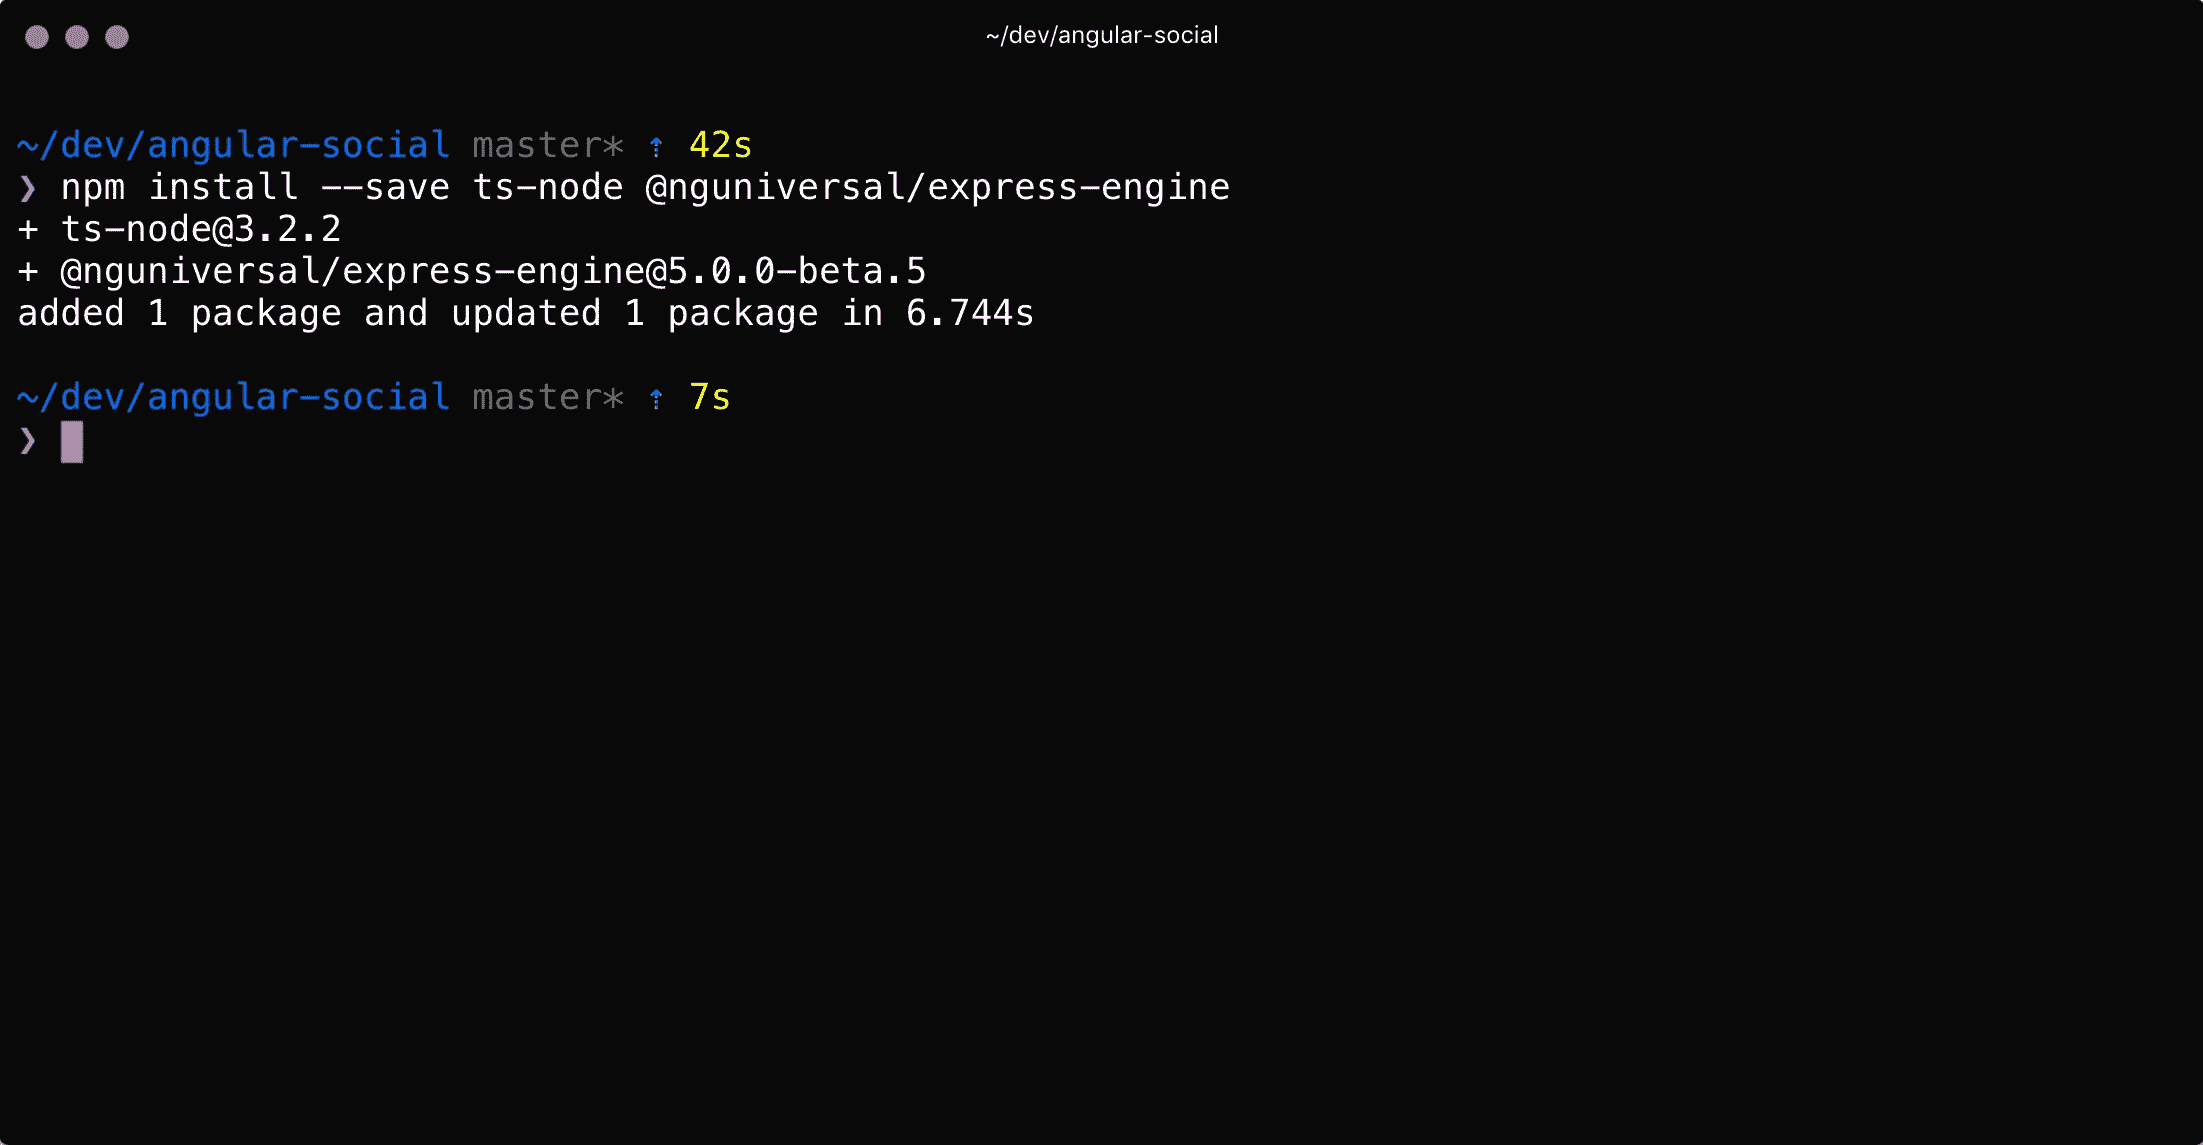 ~/dev/angular-social
~/dev/angular-social master* ⇡ 42s
❯ npm install --save ts-node @nguniversal/express-engine
+ ts-node@3.2.2
+ @nguniversal/express-engine@5.0.0-beta.5
added 1 package and updated 1 package in 6.744s
~/dev/angular-social master* ⇡ 7s
❯